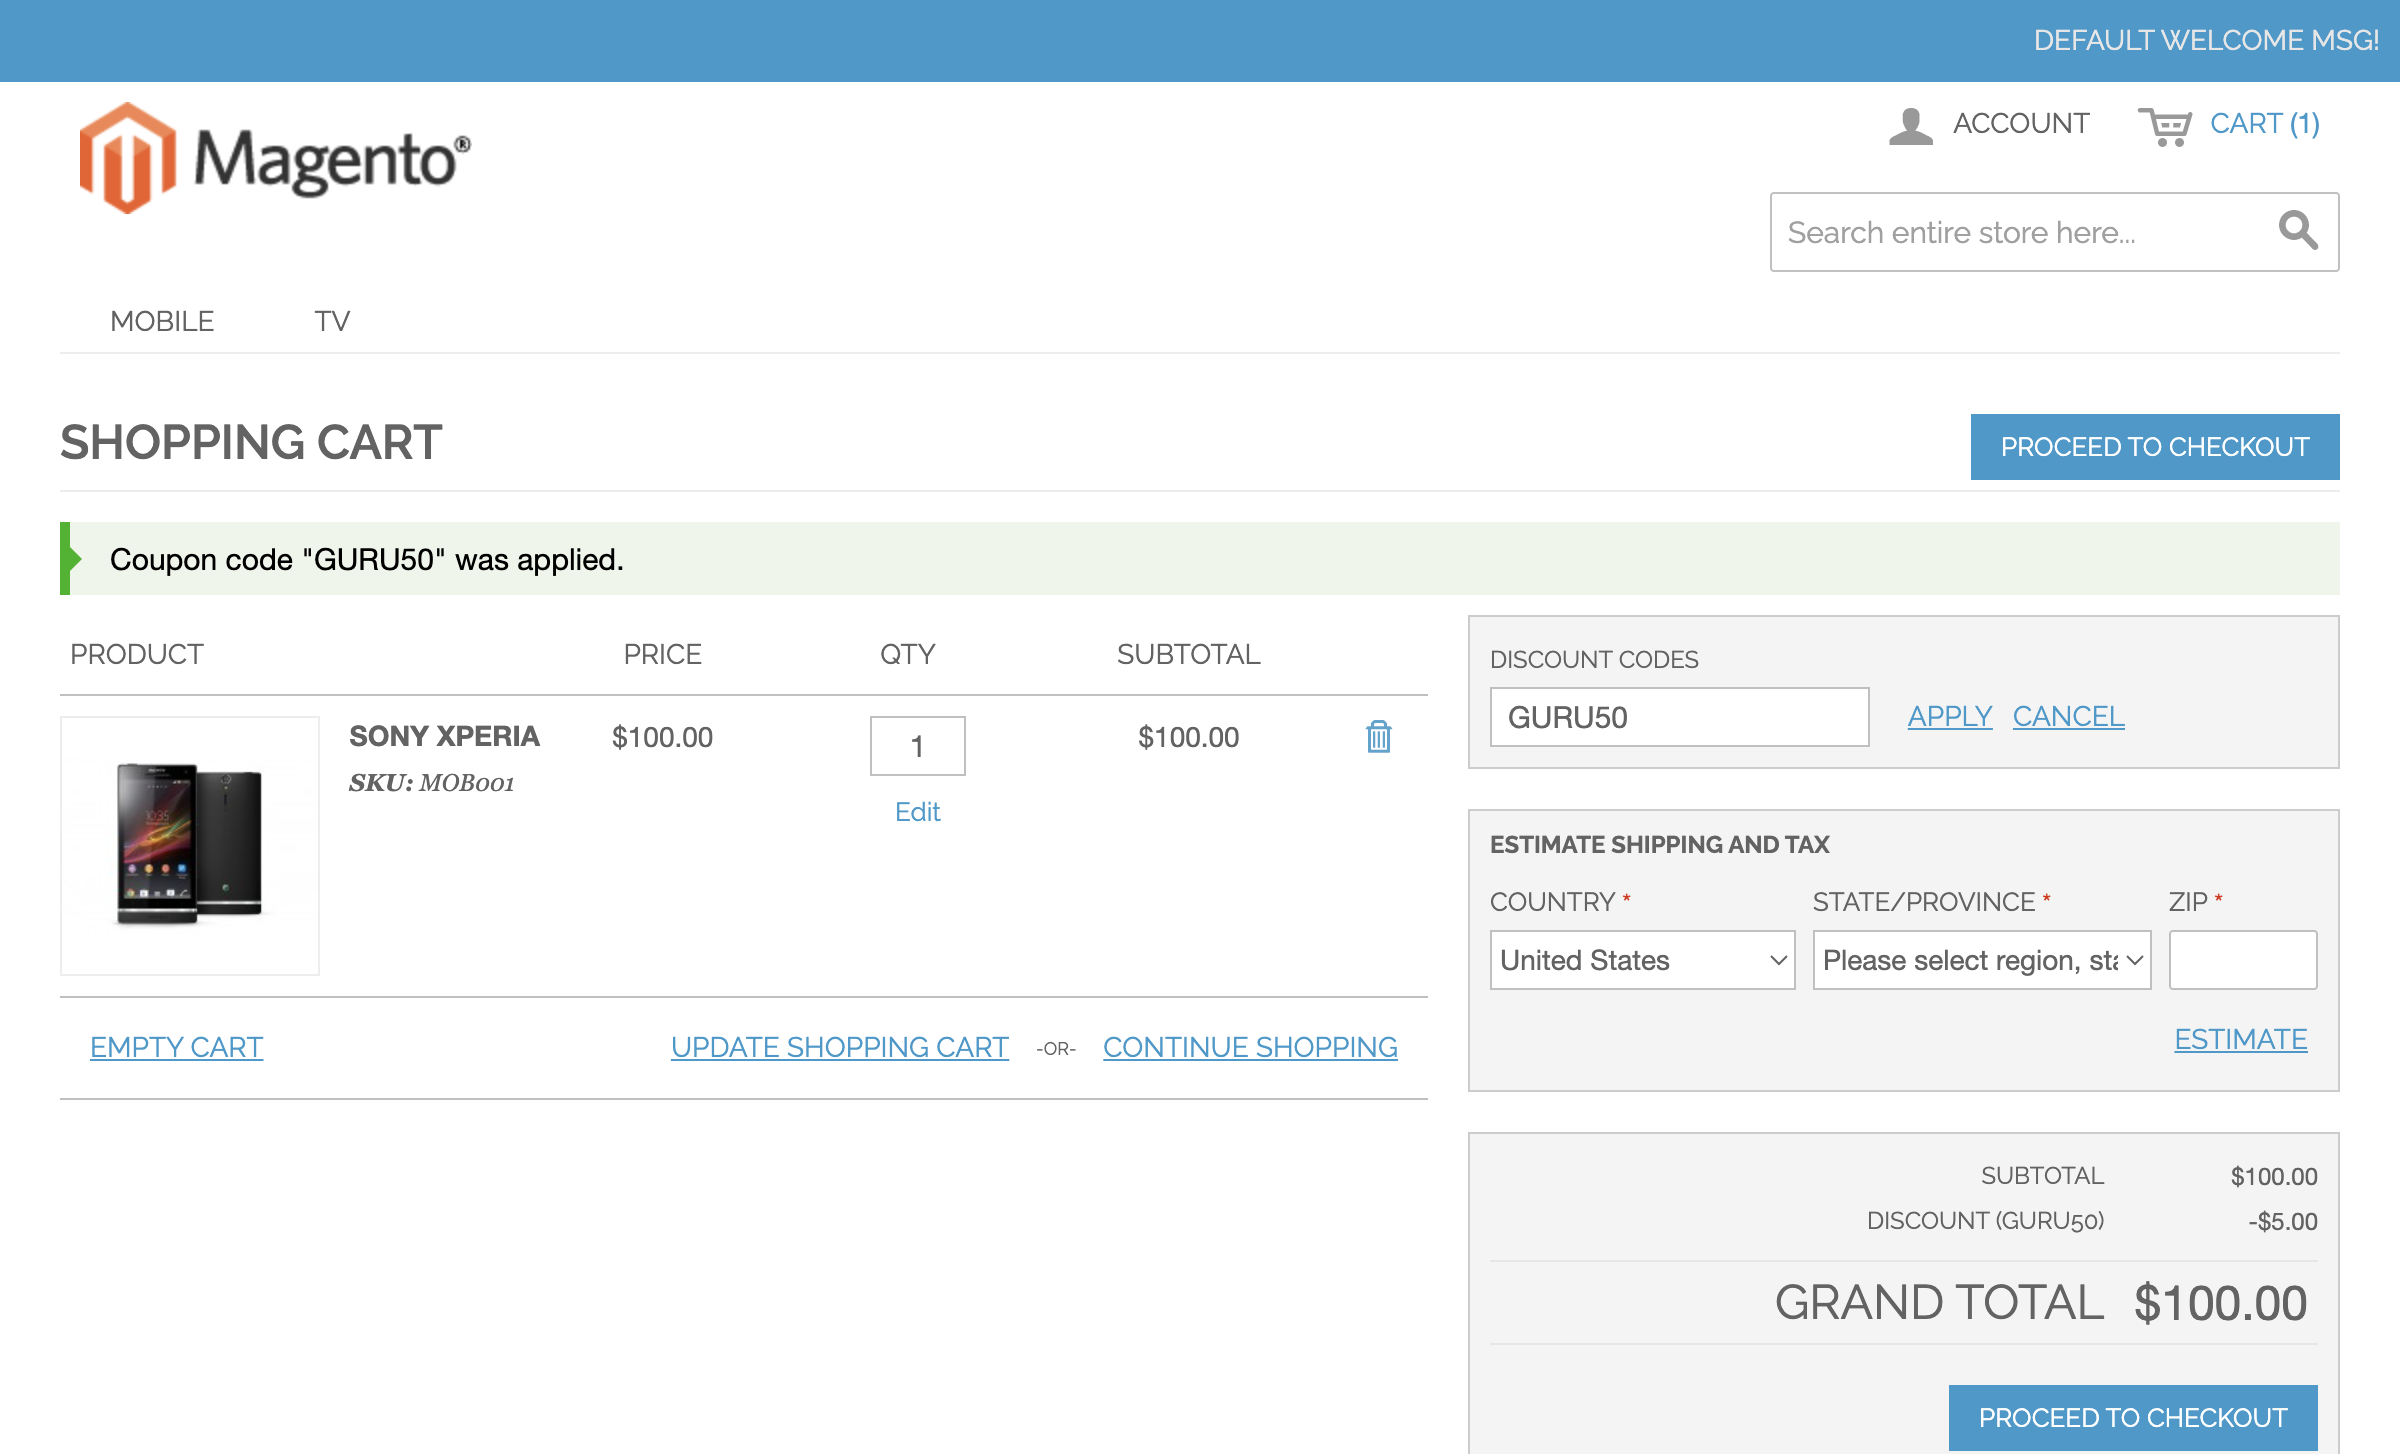 DEFAULT WELCOME MSG!
Magento®
ACCOUNT
CART (1)
Search entire store here...
MOBILE
TV
SHOPPING CART
PROCEED TO CHECKOUT
Coupon code "GURU50" was applied.
PRODUCT PRICE QTY SUBTOTAL
SONY XPERIA $100.00 1 $100.00
SKU: MOB001
Edit
EMPTY CART UPDATE SHOPPING CART -OR- CONTINUE SHOPPING
DISCOUNT CODES
GURU50 APPLY CANCEL
ESTIMATE SHIPPING AND TAX
COUNTRY * STATE/PROVINCE * ZIP *
United States Please select region, sta
ESTIMATE
SUBTOTAL $100.00
DISCOUNT (GURU50) -$5.00
GRAND TOTAL $100.00
PROCEED TO CHECKOUT